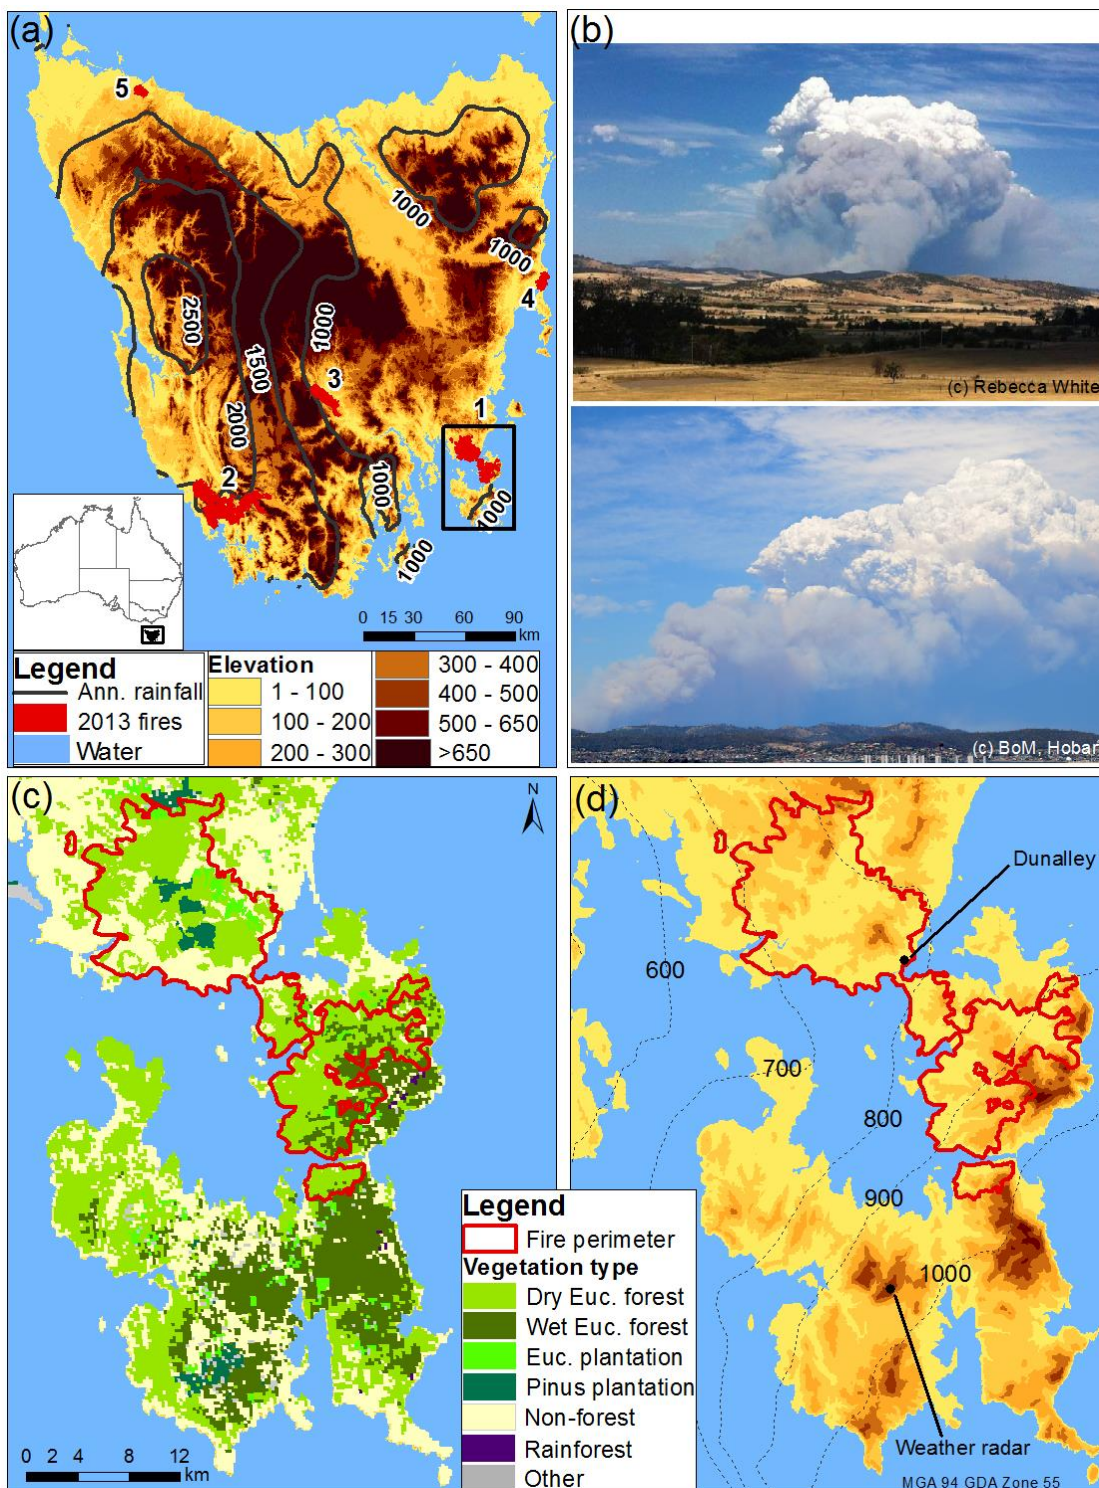 (a)
5
1000
1000
4
2500
1000
1500
3
1
2000
2
1000
1000
1000
0 15 30 60 90
km
Legend
Ann. rainfall
2013 fires
Water
Elevation
1 - 100
100 - 200
200 - 300
300 - 400
400 - 500
500 - 650
>650
(b)
(c) Rebecca White
(c) BoM, Hobar
(c)
N
0 2 4 8 12
km
Legend
Fire perimeter
Vegetation type
Dry Euc. forest
Wet Euc. forest
Euc. plantation
Pinus plantation
Non-forest
Rainforest
Other
(d)
Dunalley
600
700
800
900
1000
Weather radar
MGA 94 GDA Zone 55